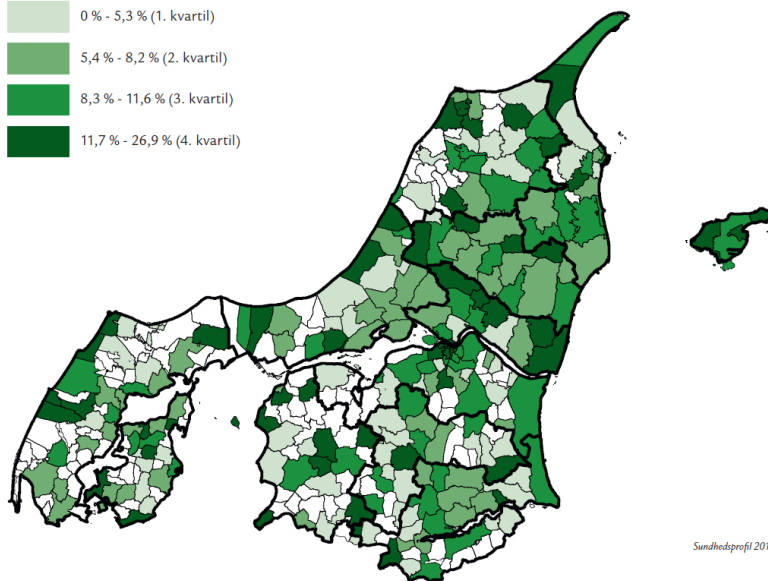 0 % - 5,3 % (1. kvartil)
5,4 % - 8,2 % (2. kvartil)
8,3 % - 11,6 % (3. kvartil)
11,7 % - 26,9 % (4. kvartil)
Sundhedsprofil 201